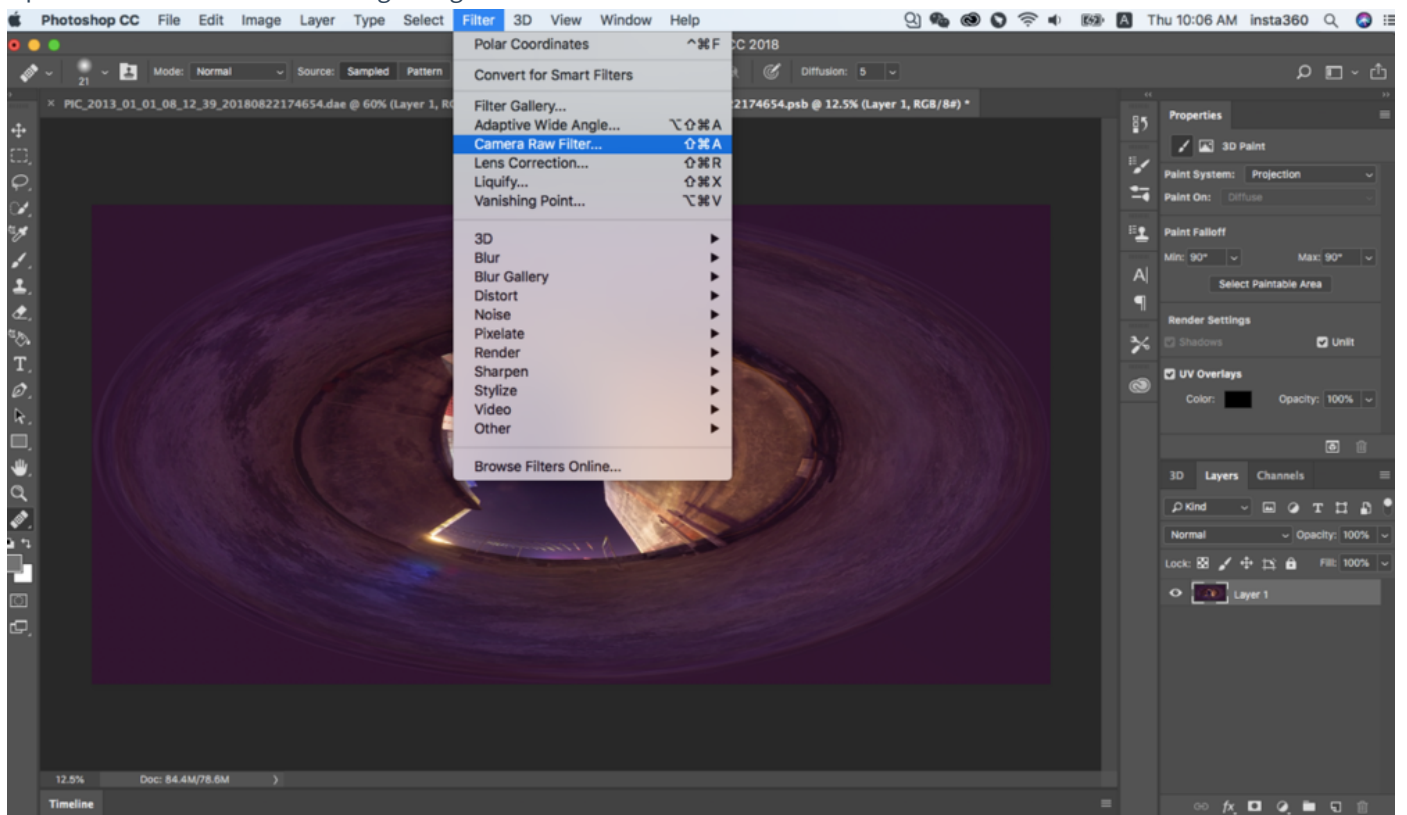 Photoshop CC File Edit Image Layer Type Select Filter 3D View Window Help Thu 10:06 AM insta360
CC 2018
21 Mode: Normal Source: Sampled Pattern Diffusion: 5
× PIC_2013_01_01_08_12_39_20180822174654.dae @ 60% (Layer 1, RG
22174654.psb @ 12.5% (Layer 1, RGB/8#) *
Polar Coordinates ^⌘F
Convert for Smart Filters
Filter Gallery...
Adaptive Wide Angle... ⌥⇧⌘A
Camera Raw Filter... ⇧⌘A
Lens Correction... ⇧⌘R
Liquify... ⇧⌘X
Vanishing Point... ⌥⌘V
3D
Blur
Blur Gallery
Distort
Noise
Pixelate
Render
Sharpen
Stylize
Video
Other
Browse Filters Online...
Properties
3D Paint
Paint System: Projection
Paint On: Diffuse
Paint Falloff
Min: 90° Max: 90°
Select Paintable Area
Render Settings
Shadows Unlit
UV Overlays
Color: Opacity: 100%
3D Layers Channels
Kind
Normal Opacity: 100%
Lock: Fill: 100%
Layer 1
12.5% Doc: 84.4M/78.6M
Timeline
fx